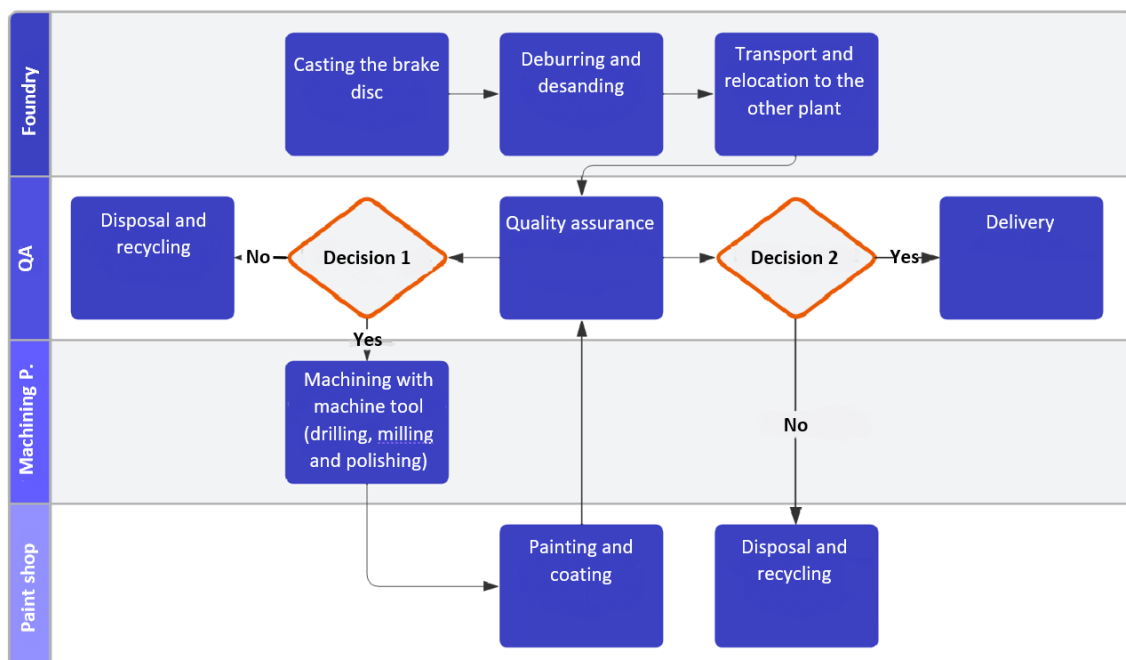 Foundry
Casting the brake
disc
Deburring and
desanding
Transport and
relocation to the
other plant
QA
Disposal and
recycling
No
Decision 1
Quality assurance
Decision 2
Yes
Delivery
Yes
Machining P.
Machining with
machine tool
(drilling, milling
and polishing)
No
Paint shop
Painting and
coating
Disposal and
recycling